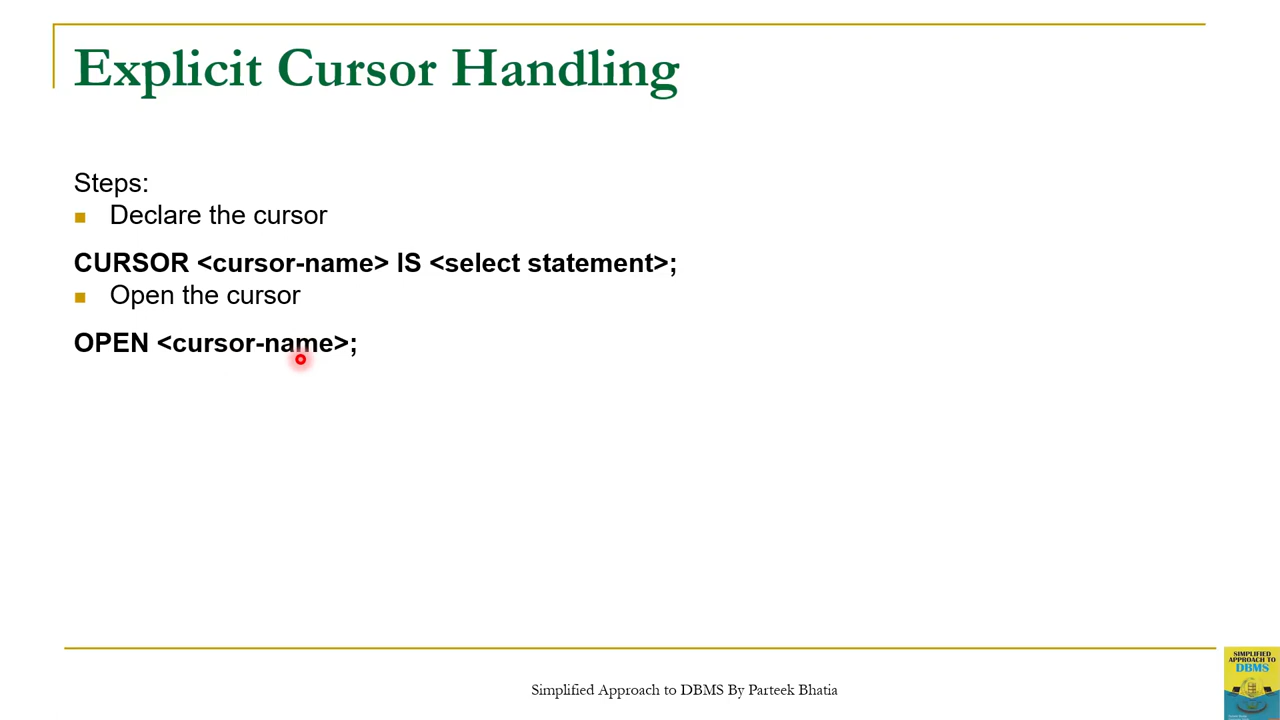 Explicit Cursor Handling
Steps:
Declare the cursor
CURSOR <cursor-name> IS <select statement>;
Open the cursor
OPEN <cursor-name>;
Simplified Approach to DBMS By Parteek Bhatia
SIMPLIFIED
APPROACH TO
DBMS